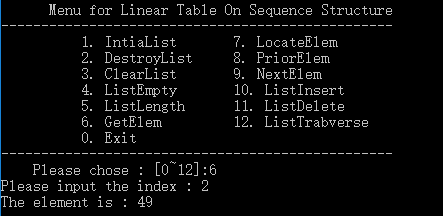 Menu for Linear Table On Sequence Structure
-------------------------------------------------
1. IntiaList 7. LocateElem
2. DestroyList 8. PriorElem
3. ClearList 9. NextElem
4. ListEmpty 10. ListInsert
5. ListLength 11. ListDelete
6. GetElem 12. ListTrabverse
0. Exit
-------------------------------------------------
Please chose : [0~12]:6
Please input the index : 2
The element is : 49